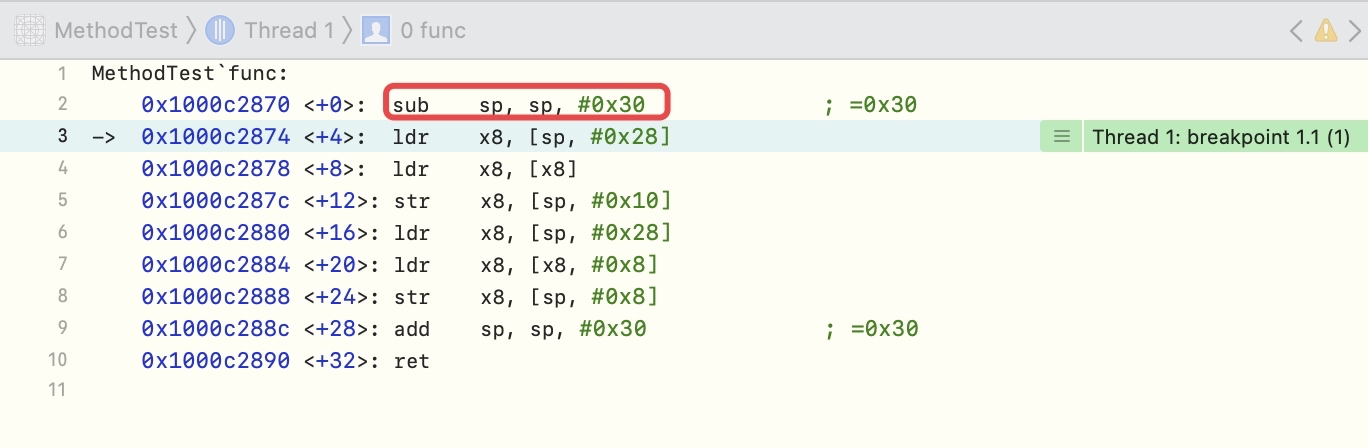 MethodTest 〉 Thread 1 〉 0 func
1 MethodTest`func:
2 0x1000c2870 <+0>: sub sp, sp, #0x30 ; =0x30
3 -> 0x1000c2874 <+4>: ldr x8, [sp, #0x28] Thread 1: breakpoint 1.1 (1)
4 0x1000c2878 <+8>: ldr x8, [x8]
5 0x1000c287c <+12>: str x8, [sp, #0x10]
6 0x1000c2880 <+16>: ldr x8, [sp, #0x28]
7 0x1000c2884 <+20>: ldr x8, [x8, #0x8]
8 0x1000c2888 <+24>: str x8, [sp, #0x8]
9 0x1000c288c <+28>: add sp, sp, #0x30 ; =0x30
10 0x1000c2890 <+32>: ret
11